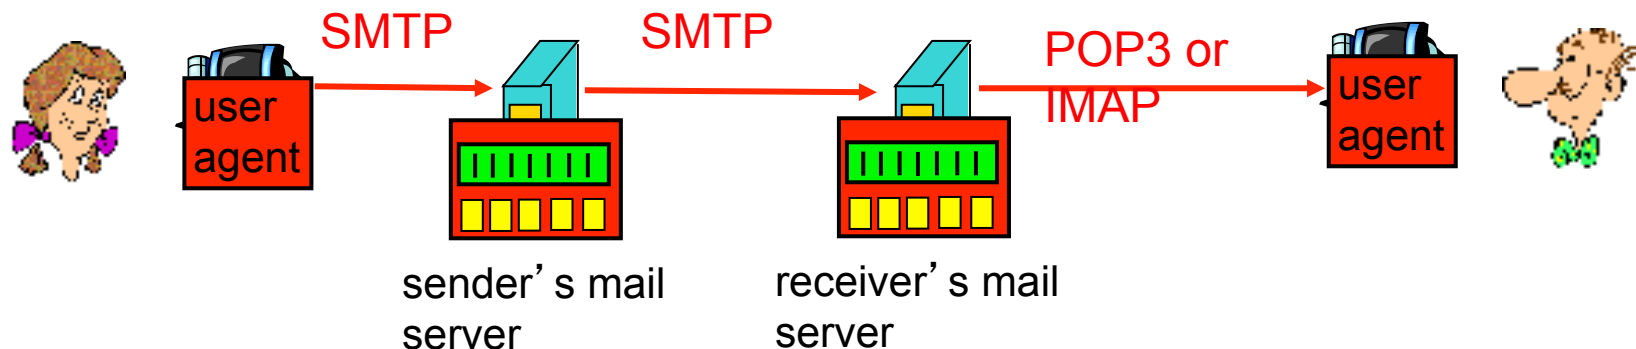 SMTP
SMTP
POP3 or
IMAP
user
agent
user
agent
sender’s mail
server
receiver’s mail
server